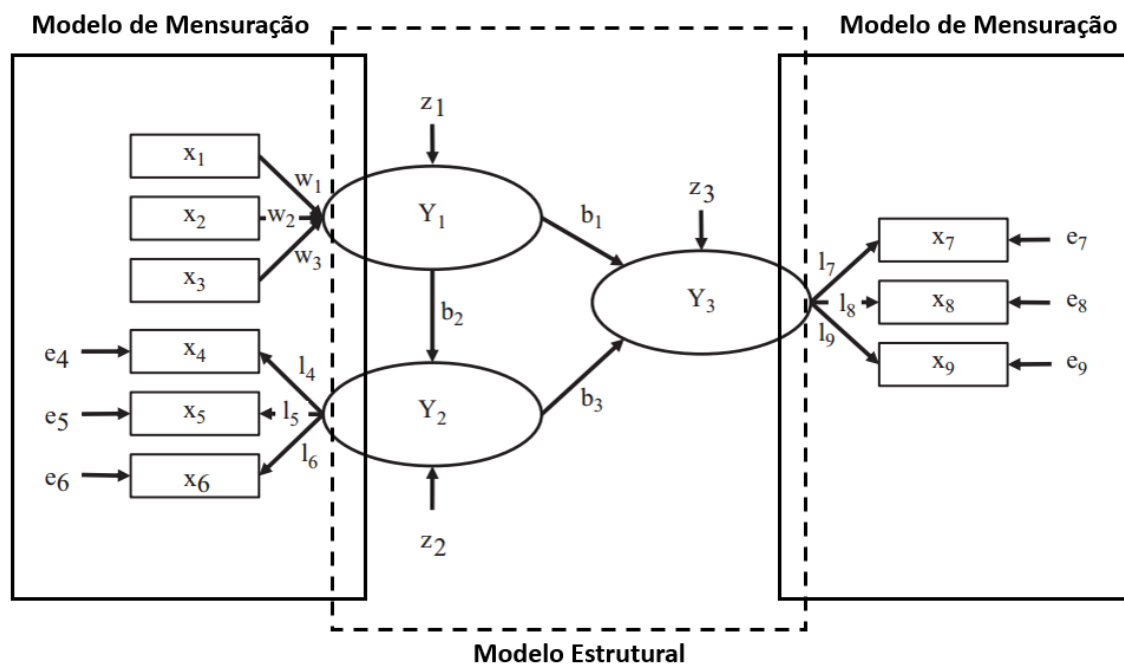 Modelo de Mensuração
Modelo de Mensuração
z1
x1
w1
z3
x2
w2
Y1
b1
x7
e7
w3
l7
x3
Y3
l8
x8
e8
b2
l9
e4
x4
l4
x9
e9
b3
e5
x5
l5
Y2
l6
e6
x6
z2
Modelo Estrutural